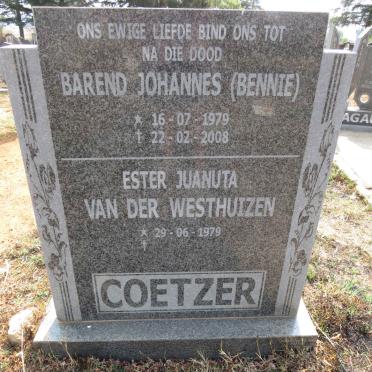 ONS EWIGE LIEFDE BIND ONS TOT
NA DIE DOOD
BAREND JOHANNES (BENNIE)
* 16-07-1979
† 22-02-2008
ESTER JUANUTA
VAN DER WESTHUIZEN
* 29-06-1979
†
COETZER